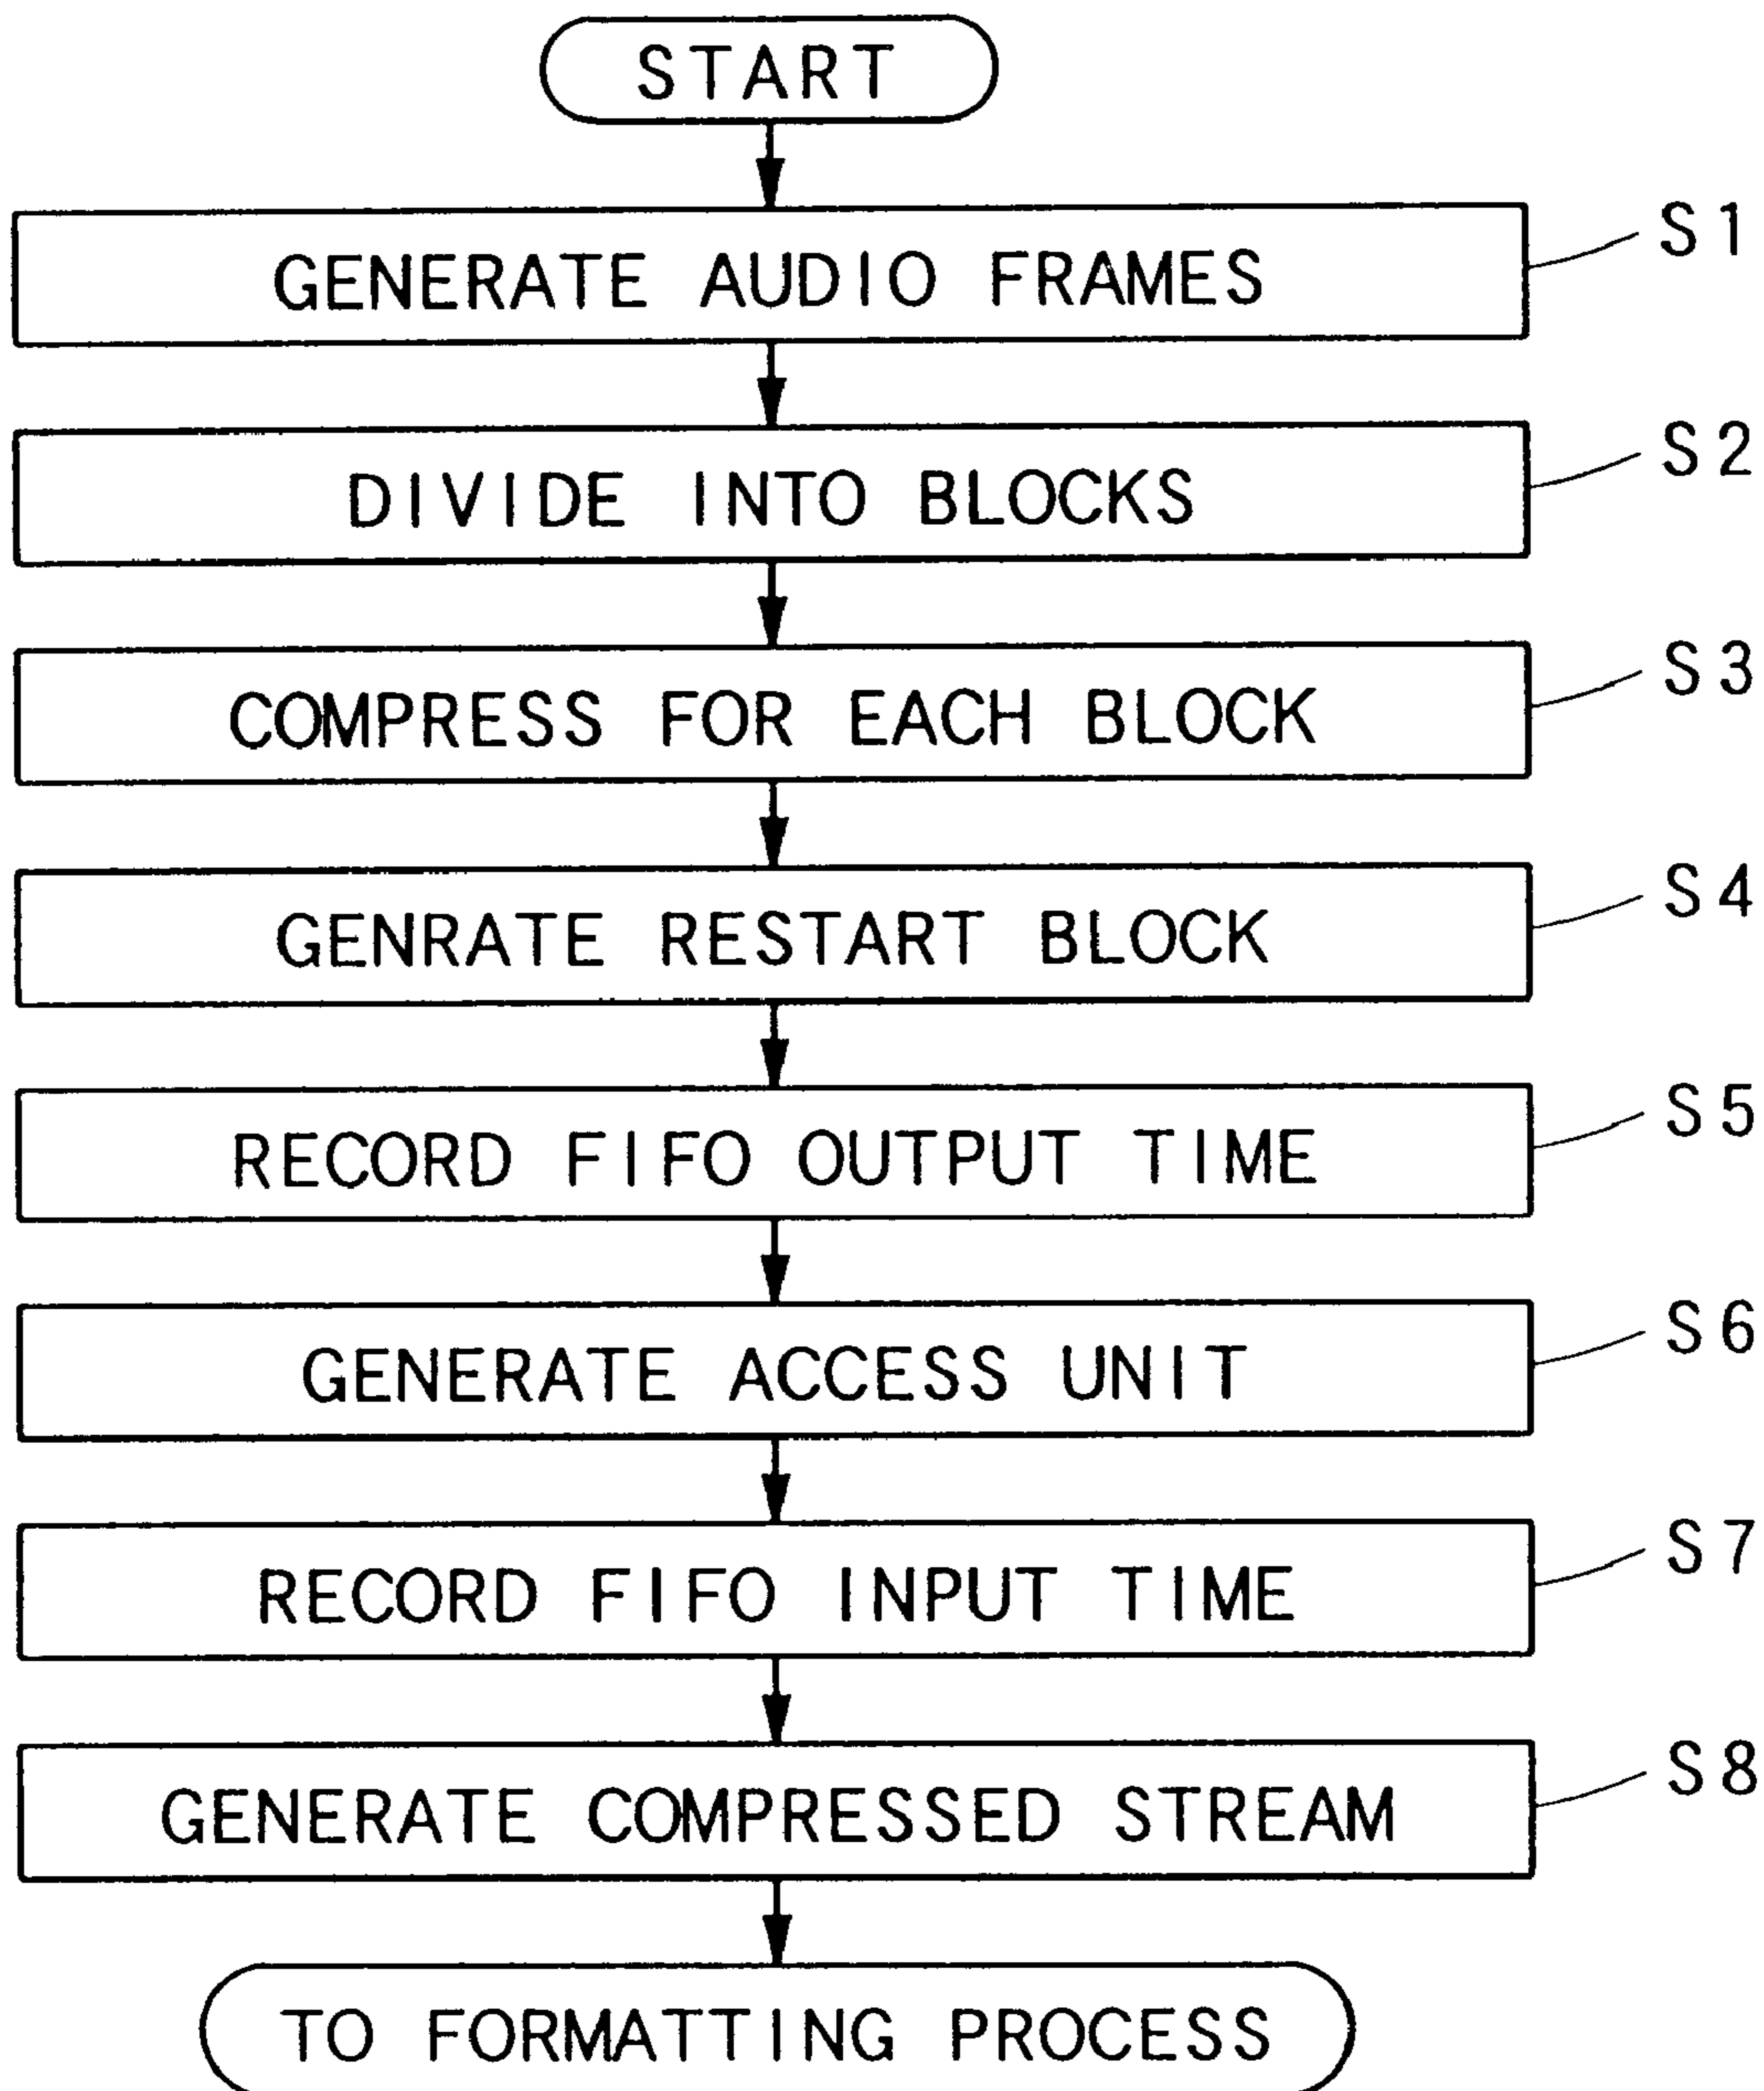 START
GENERATE AUDIO FRAMES
S1
DIVIDE INTO BLOCKS
S2
COMPRESS FOR EACH BLOCK
S3
GENRATE RESTART BLOCK
S4
RECORD FIFO OUTPUT TIME
S5
GENERATE ACCESS UNIT
S6
RECORD FIFO INPUT TIME
S7
GENERATE COMPRESSED STREAM
S8
TO FORMATTING PROCESS